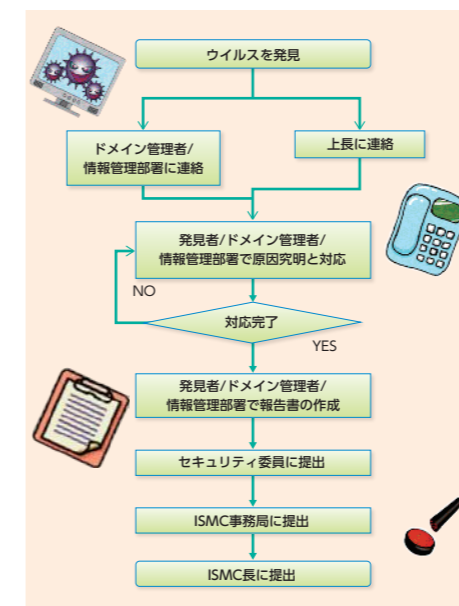 ウイルスを発見
ドメイン管理者/
情報管理部署に連絡
上長に連絡
発見者/ドメイン管理者/
情報管理部署で原因究明と対応
NO
対応完了
YES
発見者/ドメイン管理者/
情報管理部署で報告書の作成
セキュリティ委員に提出
ISMC事務局に提出
ISMC長に提出